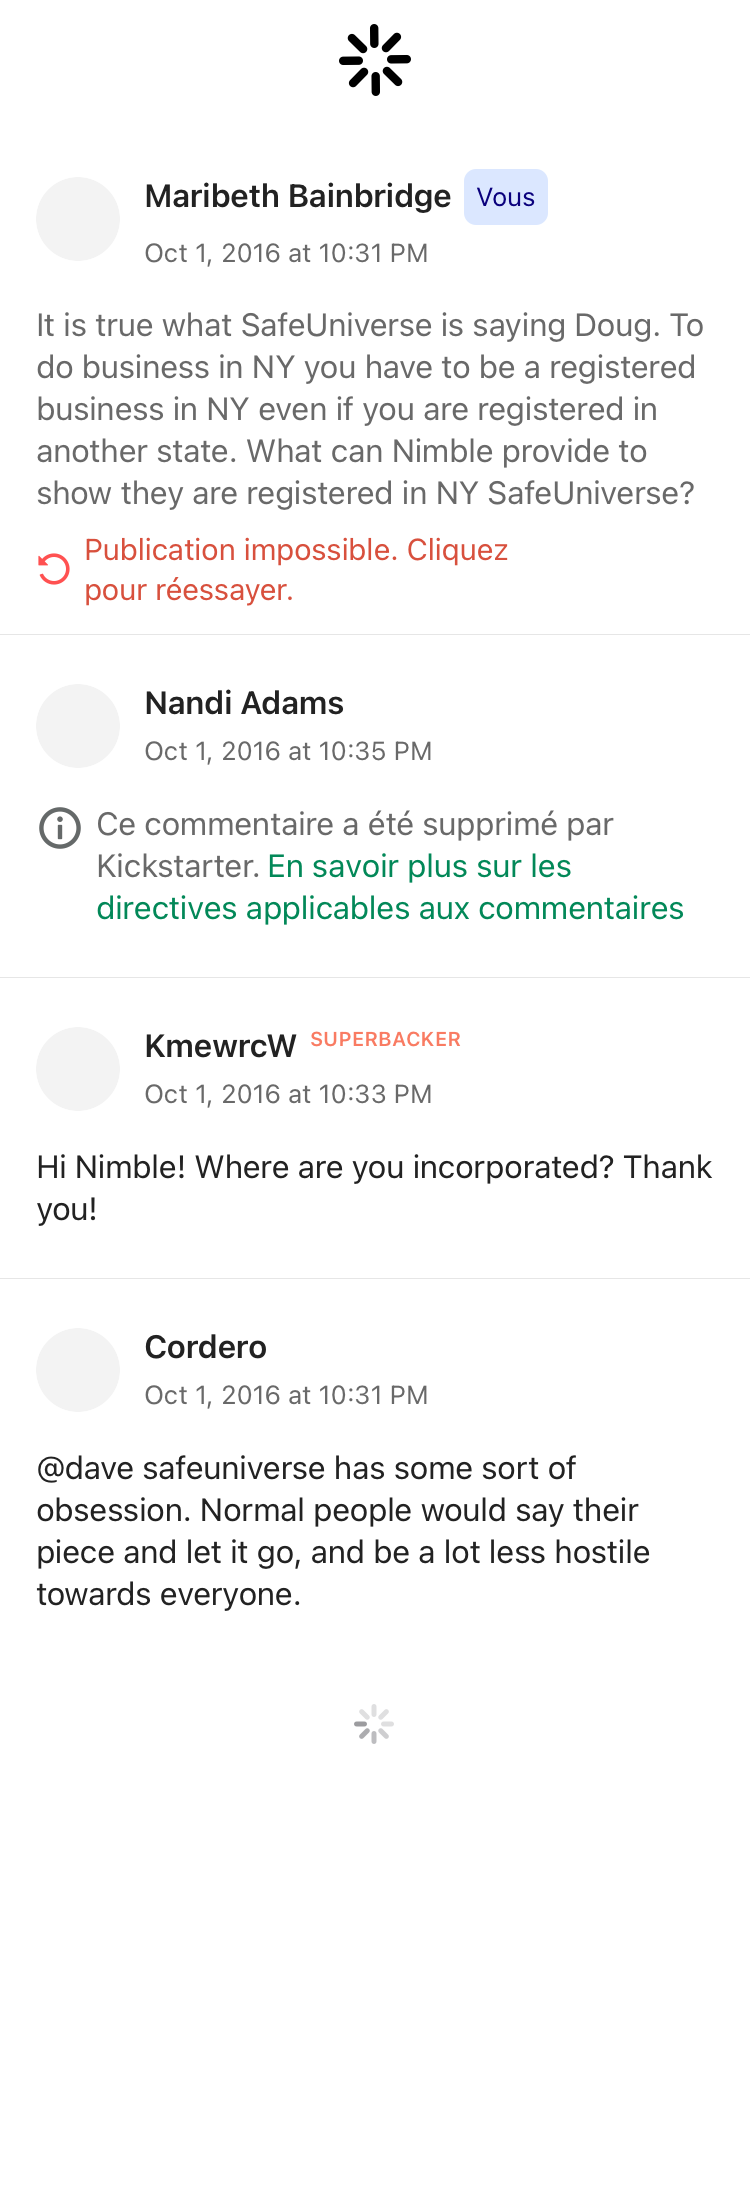 Maribeth Bainbridge Vous
Oct 1, 2016 at 10:31 PM
It is true what SafeUniverse is saying Doug. To
do business in NY you have to be a registered
business in NY even if you are registered in
another state. What can Nimble provide to
show they are registered in NY SafeUniverse?
Publication impossible. Cliquez
pour réessayer.
Nandi Adams
Oct 1, 2016 at 10:35 PM
Ce commentaire a été supprimé par
Kickstarter. En savoir plus sur les
directives applicables aux commentaires
KmewrcW SUPERBACKER
Oct 1, 2016 at 10:33 PM
Hi Nimble! Where are you incorporated? Thank
you!
Cordero
Oct 1, 2016 at 10:31 PM
@dave safeuniverse has some sort of
obsession. Normal people would say their
piece and let it go, and be a lot less hostile
towards everyone.